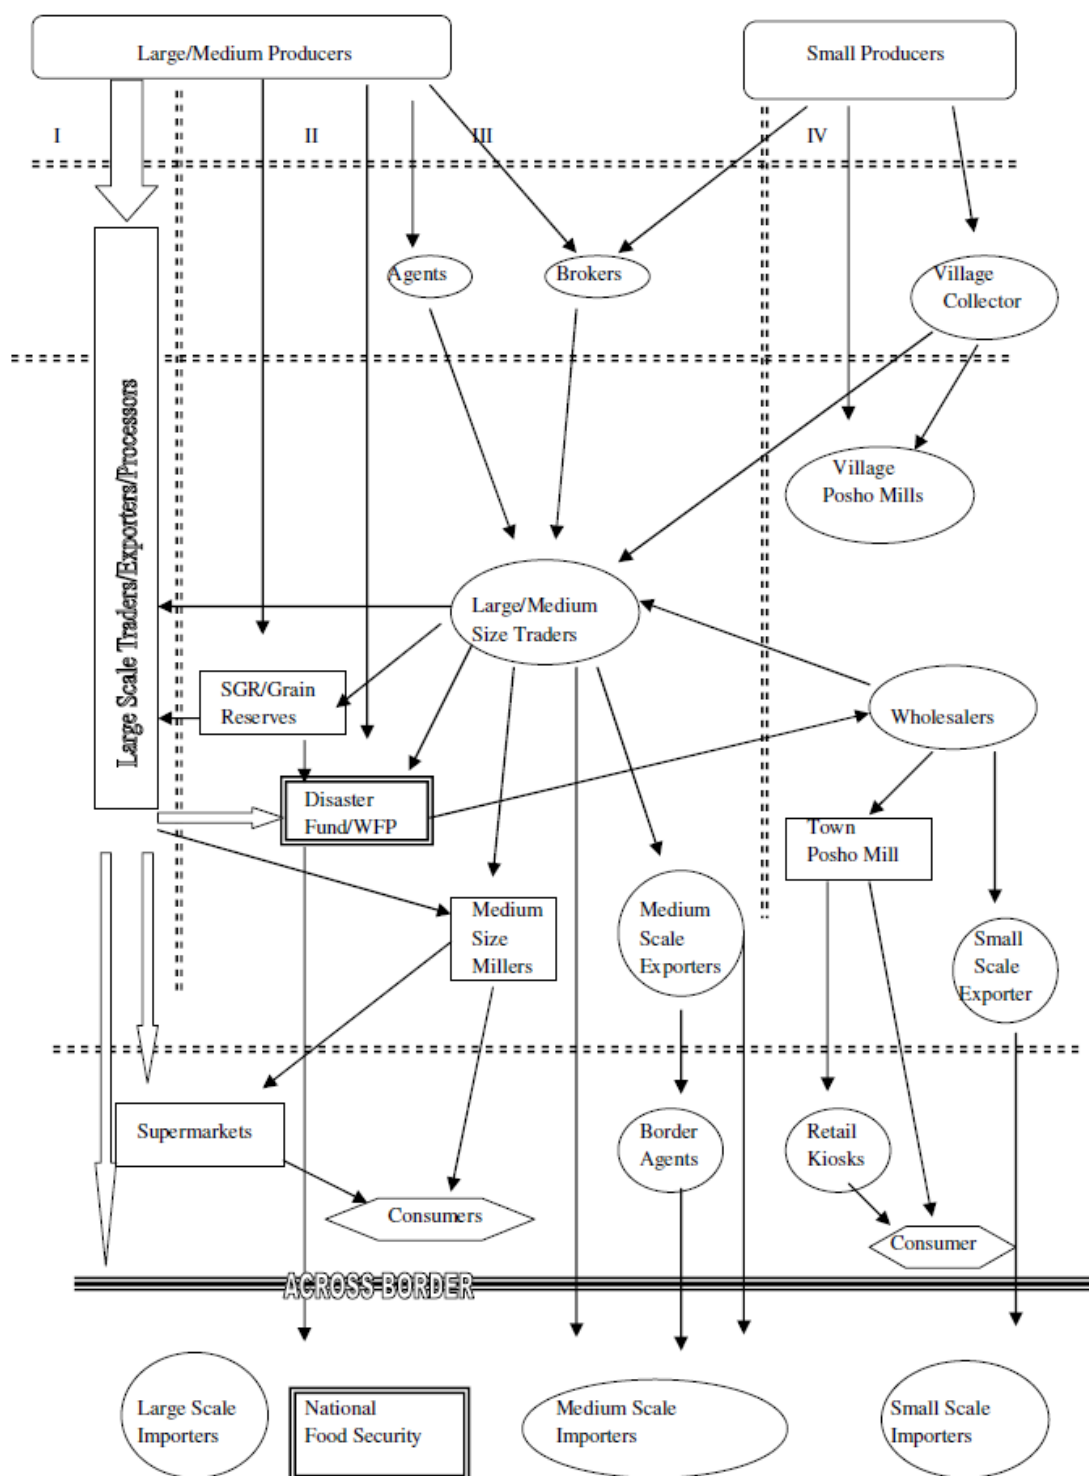 Large/Medium Producers
Small Producers
I
II
III
IV
Agents
Brokers
Village
Collector
Large Scale Traders/Exporters/Processors
Village
Posho Mills
Large/Medium
Size Traders
SGR/Grain
Reserves
Wholesalers
Disaster
Fund/WFP
Town
Posho Mill
Medium
Size
Millers
Medium
Scale
Exporters
Small
Scale
Exporter
Supermarkets
Border
Agents
Retail
Kiosks
Consumers
Consumer
ACROSS BORDER
Large Scale
Importers
National
Food Security
Medium Scale
Importers
Small Scale
Importers